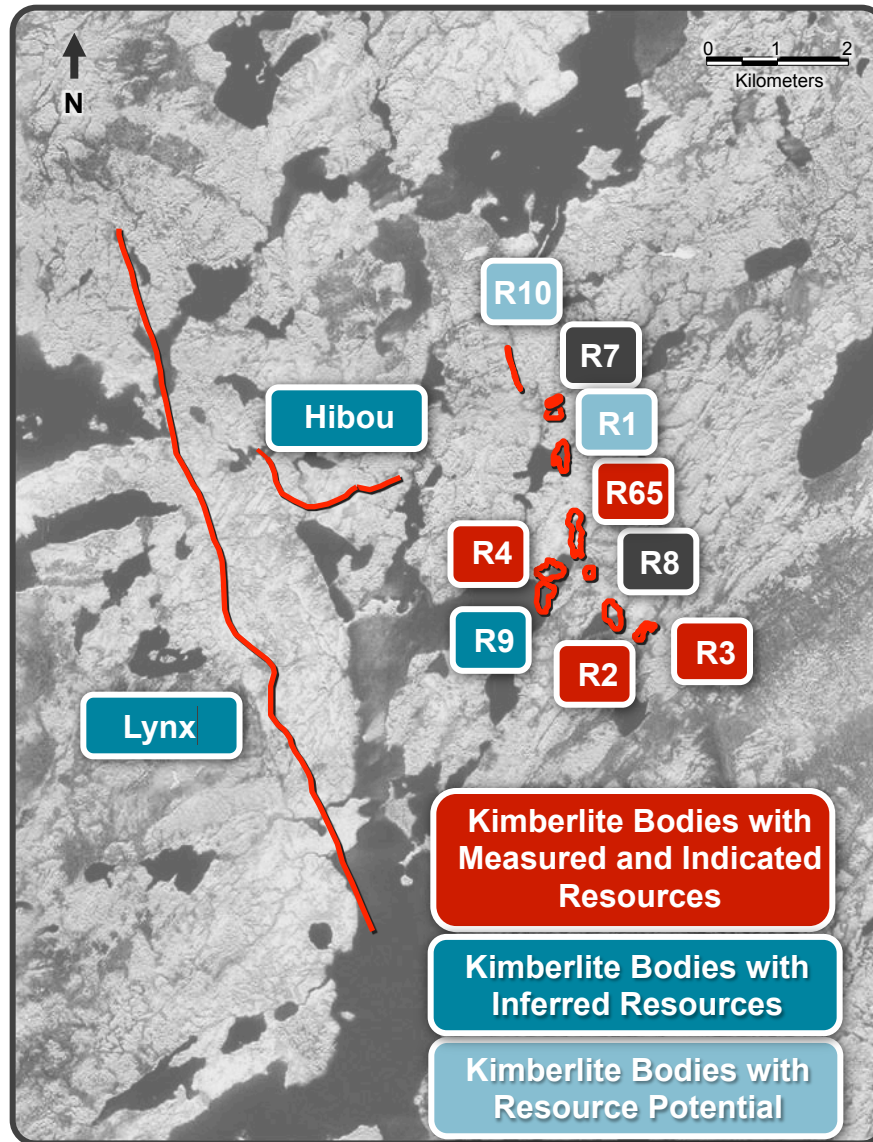 0 1 2
Kilometers
N
R10
R7
R1
Hibou
R65
R4
R8
R9
R2
R3
Lynx
Kimberlite Bodies with
Measured and Indicated
Resources
Kimberlite Bodies with
Inferred Resources
Kimberlite Bodies with
Resource Potential